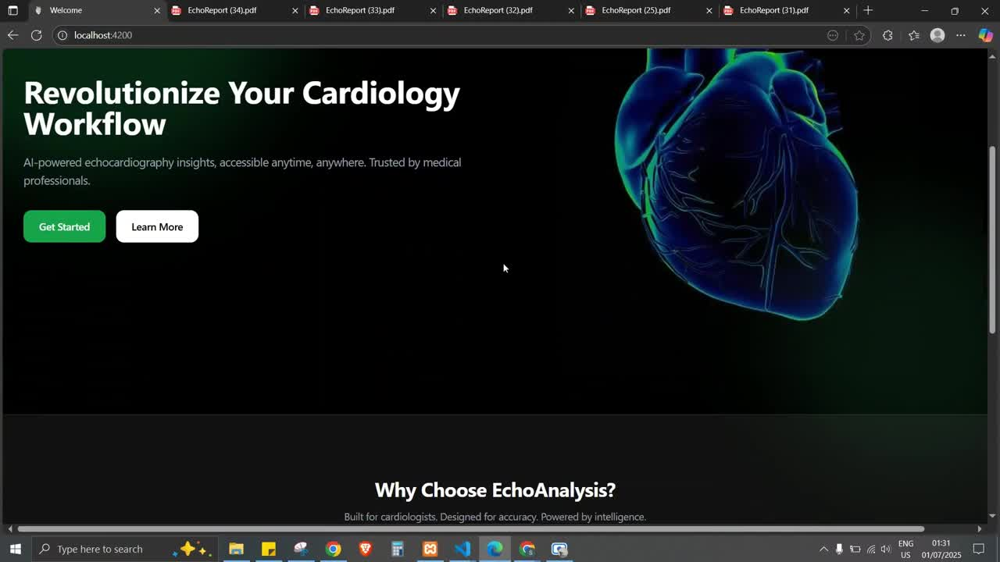 Welcome
EchoReport (34).pdf
EchoReport (33).pdf
EchoReport (32).pdf
EchoReport (25).pdf
EchoReport (31).pdf
localhost:4200
Revolutionize Your Cardiology
Workflow
AI-powered echocardiography insights, accessible anytime, anywhere. Trusted by medical
professionals.
Get Started
Learn More
Why Choose EchoAnalysis?
Built for cardiologists. Designed for accuracy. Powered by intelligence.
Type here to search
ENG
US
01:31
01/07/2025